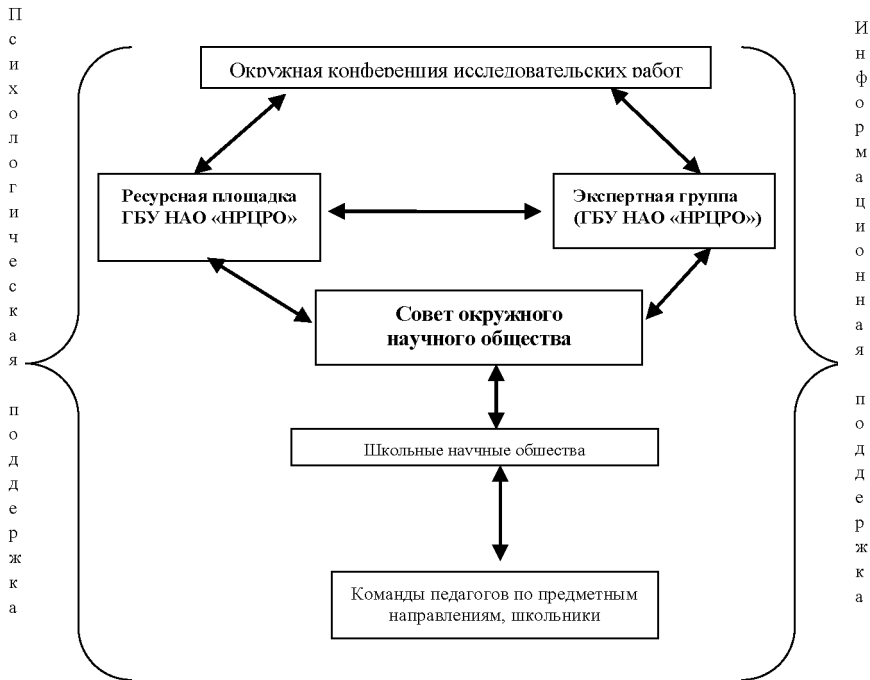 Психологическая поддержка
Информационная поддержка
Окружная конференция исследовательских работ
Ресурсная площадка
ГБУ НАО «НРЦРО»
Экспертная группа
(ГБУ НАО «НРЦРО»)
Совет окружного
научного общества
Школьные научные общества
Команды педагогов по предметным
направлениям, школьники